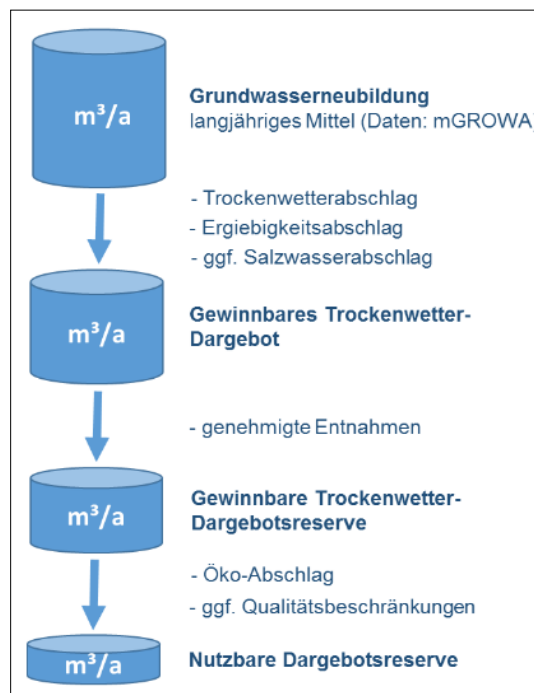 m³/a
Grundwasserneubildung
langjähriges Mittel (Daten: mGROWA)
- Trockenwetterabschlag
- Ergiebigkeitsabschlag
- ggf. Salzwasserabschlag
m³/a
Gewinnbares Trockenwetter-
Dargebot
- genehmigte Entnahmen
m³/a
Gewinnbare Trockenwetter-
Dargebotsreserve
- Öko-Abschlag
- ggf. Qualitätsbeschränkungen
m³/a
Nutzbare Dargebotsreserve